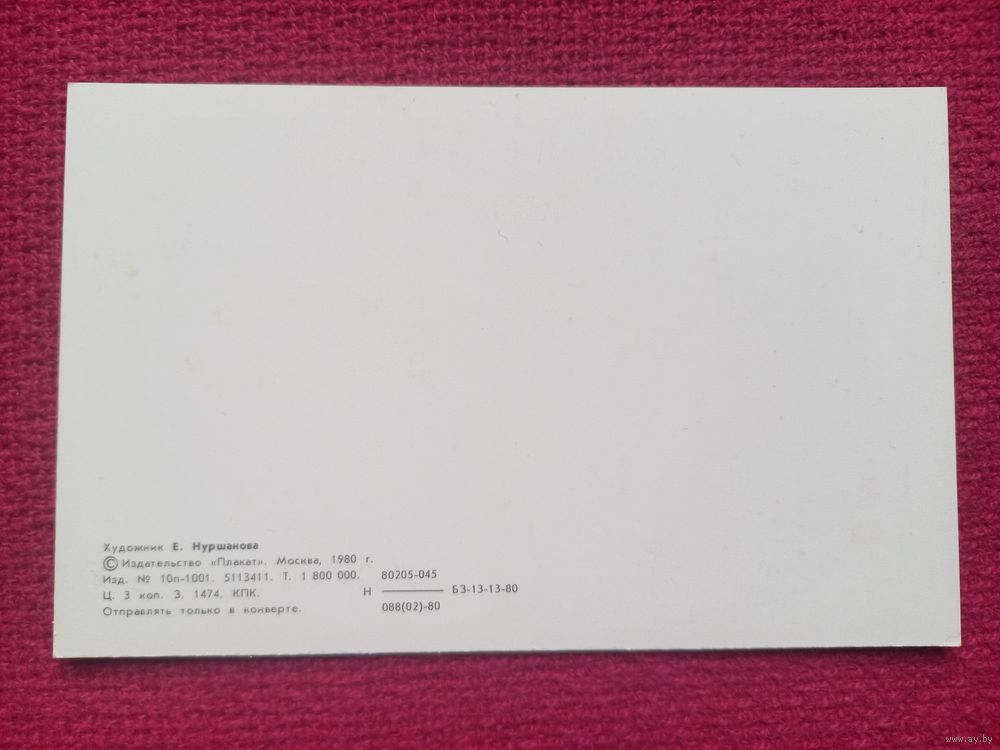 Художник Е. Нуршанова
© Издательство «Плакат». Москва, 1980 г.
Изд. № 10п-1001. 5113411. Т. 1 800 000.
Ц. 3 коп. З. 1474. КПК.
Отправлять только в конверте.
80205-045
Н ——— БЗ-13-13-80
088(02)-80
www.ay.by